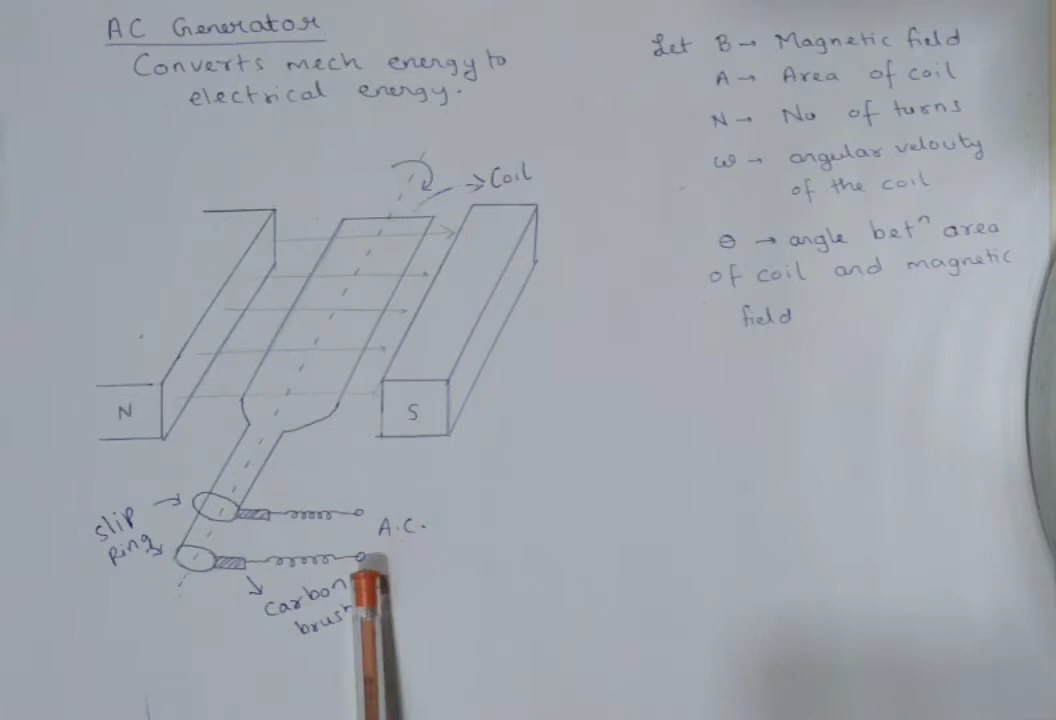 AC Generator
Converts mech energy to
electrical energy.
Let B → Magnetic field
A → Area of coil
N → No of turns
ω → angular velouty
of the coil
θ → angle betⁿ area
of coil and magnetic
field
→ Coil
N
S
slip
ring
A.C.
Carbon
brush